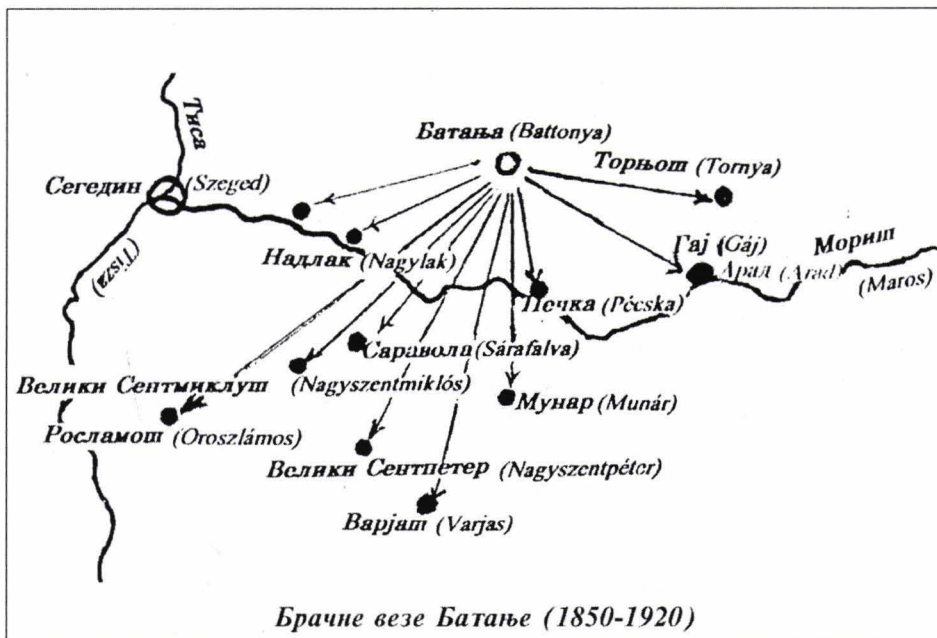 Тиса
Батања (Battonya)
Торњош (Tornya)
Сегедин (Szeged)
(Tisza)
Надлак (Nagylak)
Гај (Gáj)
Мориш
Арад (Arad)
(Maros)
Печка (Pécska)
Саравола (Sárafalva)
Велики Сентмиклуш (Nagyszentmiklós)
Мунар (Munár)
Росламош (Oroszlámos)
Велики Сентпетер (Nagyszentpéter)
Варјаш (Varjas)
Брачне везе Батање (1850-1920)